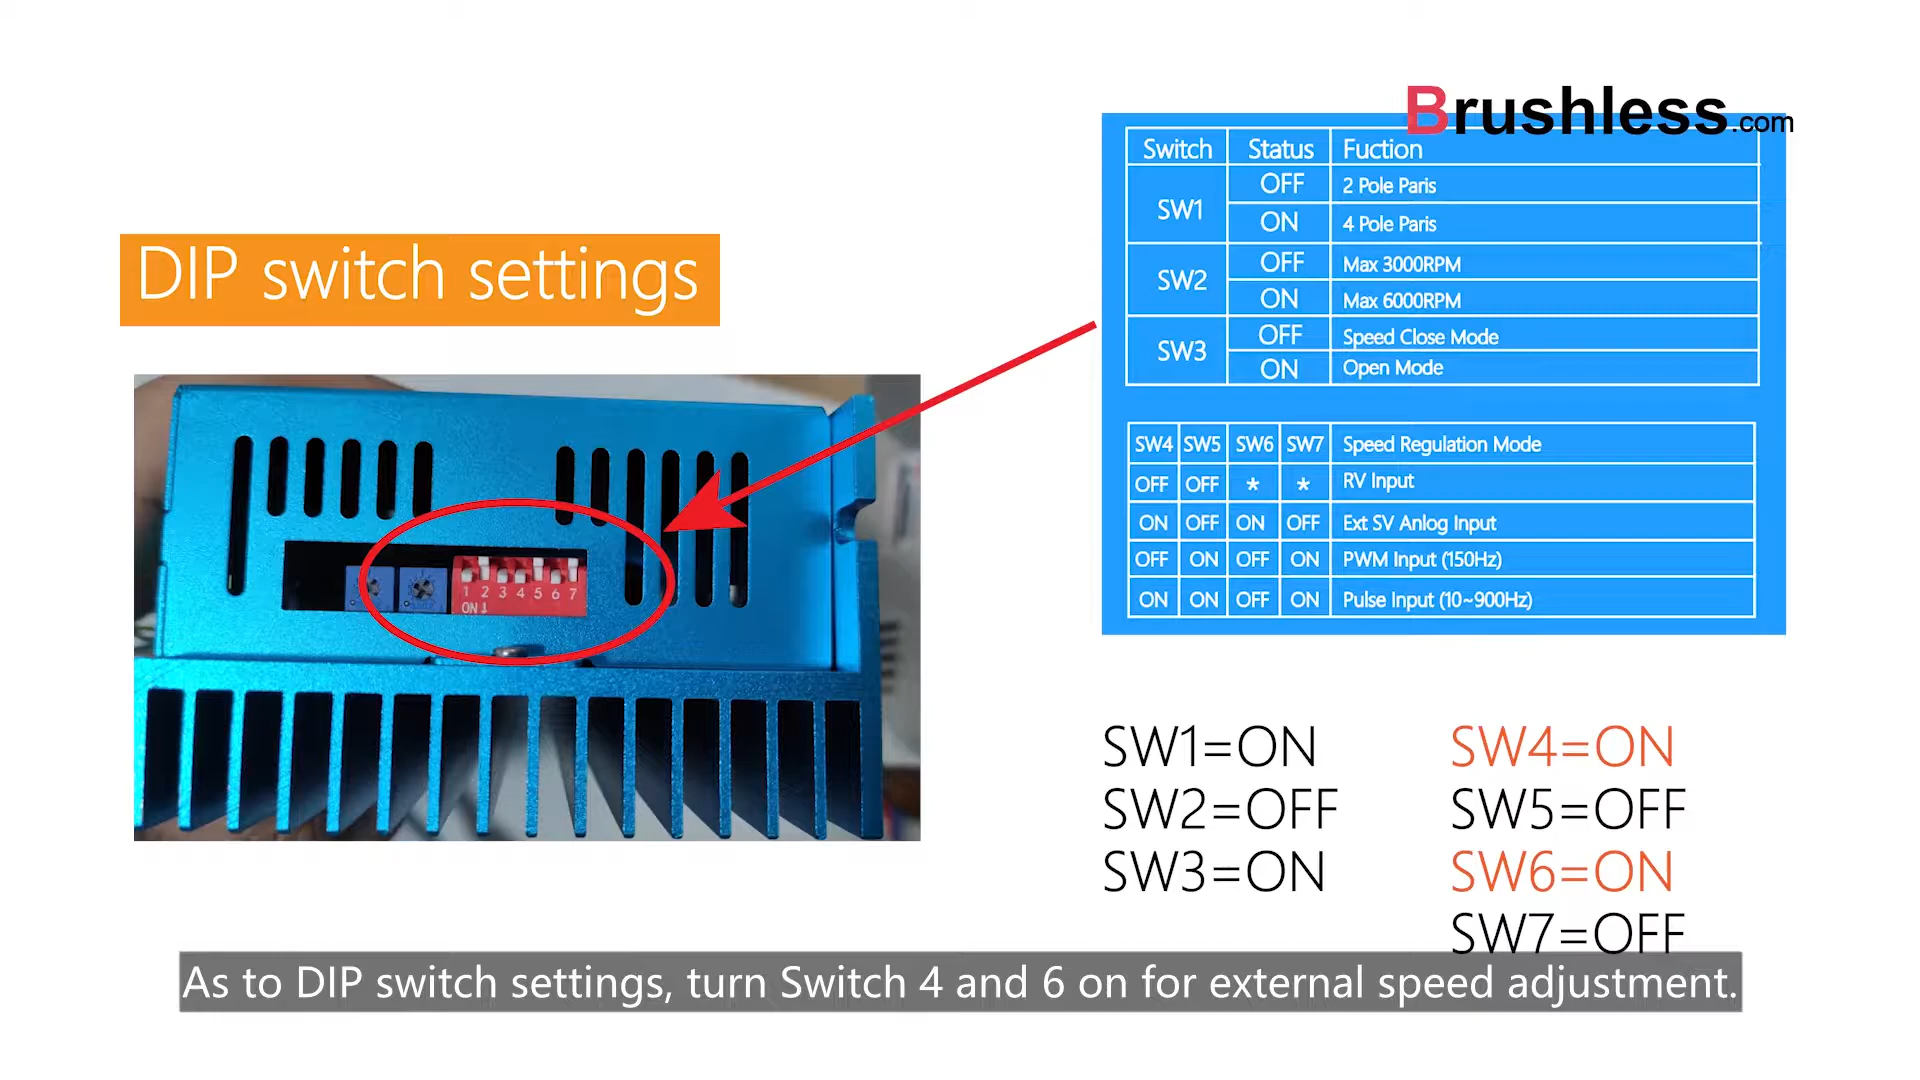 Brushless.com
DIP switch settings
Switch Status Fuction
SW1 OFF 2 Pole Paris
ON 4 Pole Paris
SW2 OFF Max 3000RPM
ON Max 6000RPM
SW3 OFF Speed Close Mode
ON Open Mode
SW4 SW5 SW6 SW7 Speed Regulation Mode
OFF OFF * * RV Input
ON OFF ON OFF Ext SV Anlog Input
OFF ON OFF ON PWM Input (150Hz)
ON ON OFF ON Pulse Input (10~900Hz)
1 2 3 4 5 6 7
ON↓
SW1=ON SW4=ON
SW2=OFF SW5=OFF
SW3=ON SW6=ON
SW7=OFF
As to DIP switch settings, turn Switch 4 and 6 on for external speed adjustment.